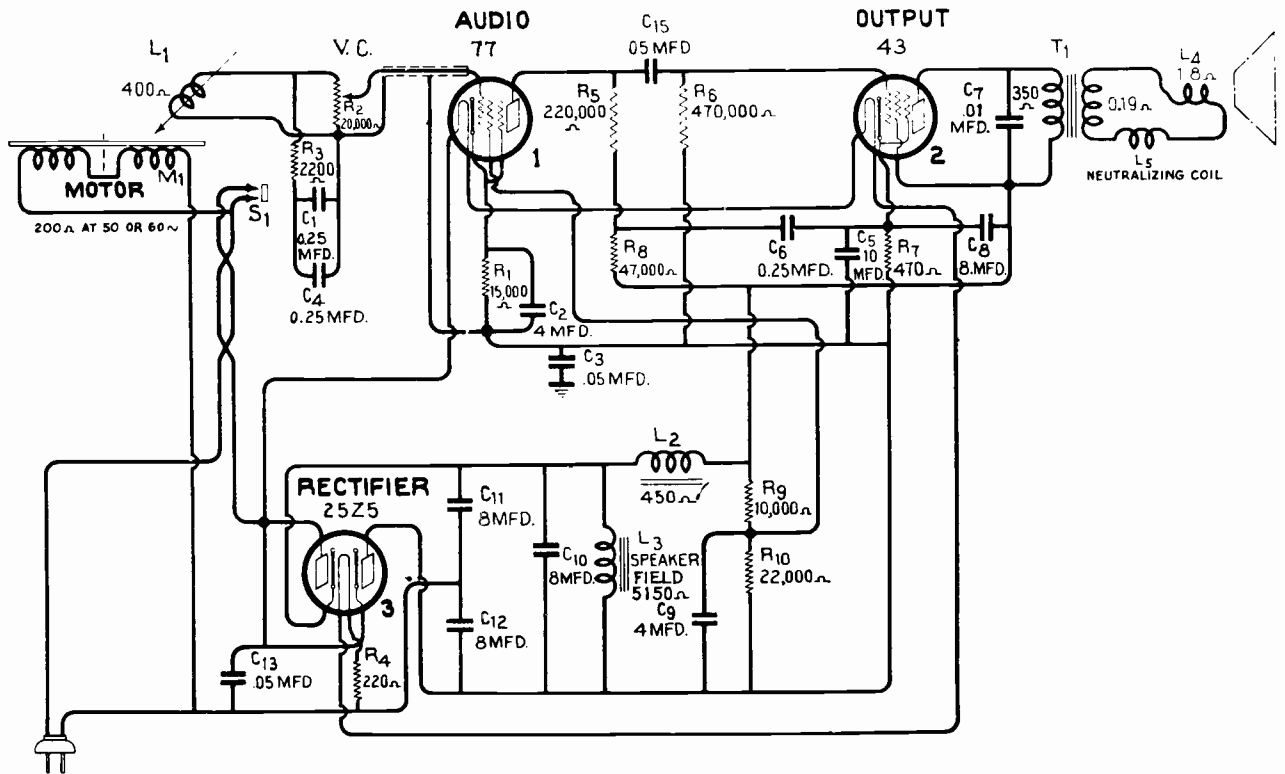 AUDIO
77
OUTPUT
43
L1
400Ω
V.C.
R2
20,000Ω
C15
05 MFD
R5
220,000
Ω
R6
470,000Ω
C7
.01
MFD.
350
Ω
T1
0.19Ω
L4
1.8Ω
L5
NEUTRALIZING COIL
1
2
MOTOR
M1
200Ω AT 50 OR 60~
S1
R3
2200
Ω
C1
0.25
MFD.
C4
0.25 MFD.
R1
15,000
Ω
C2
4 MFD.
C3
.05 MFD.
R8
47,000Ω
C6
0.25MFD.
C5
10
MFD.
R7
470Ω
C8
8.MFD.
RECTIFIER
25Z5
3
C11
8MFD.
C12
8MFD.
C10
8MFD.
L2
450Ω
L3
SPEAKER
FIELD
5150Ω
R9
10,000Ω
R10
22,000Ω
C9
4 MFD.
C13
.05 MFD
R4
220Ω